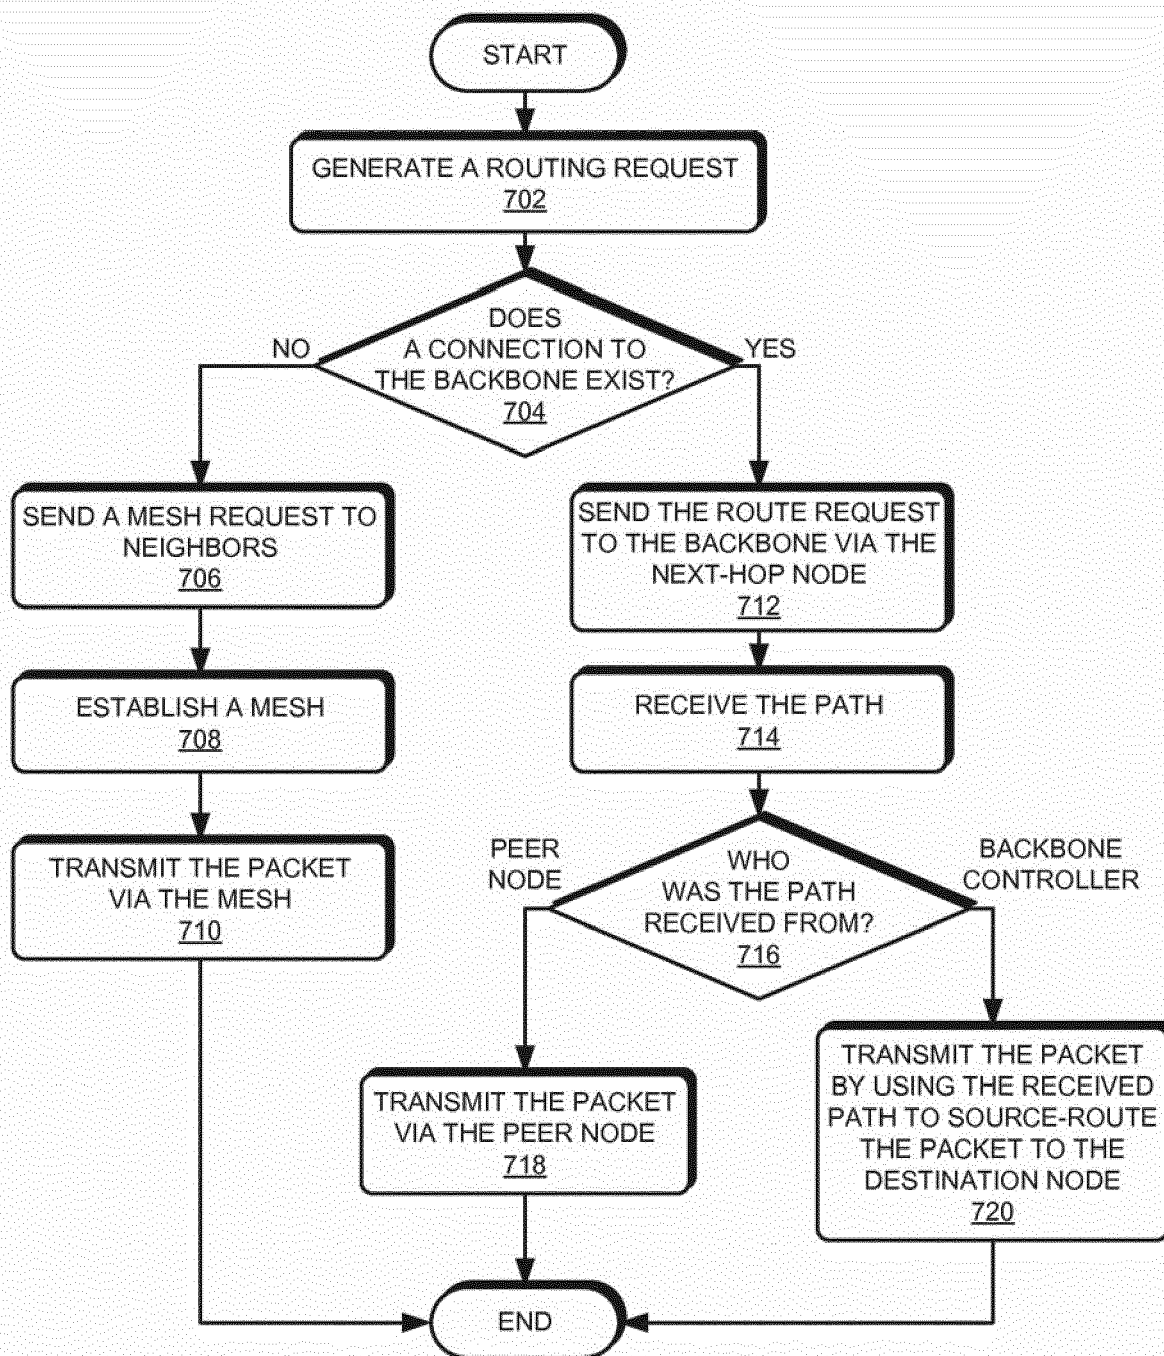 START
GENERATE A ROUTING REQUEST
702
DOES
A CONNECTION TO
THE BACKBONE EXIST?
704
NO
YES
SEND A MESH REQUEST TO
NEIGHBORS
706
ESTABLISH A MESH
708
TRANSMIT THE PACKET
VIA THE MESH
710
SEND THE ROUTE REQUEST
TO THE BACKBONE VIA THE
NEXT-HOP NODE
712
RECEIVE THE PATH
714
WHO
WAS THE PATH
RECEIVED FROM?
716
PEER
NODE
BACKBONE
CONTROLLER
TRANSMIT THE PACKET
VIA THE PEER NODE
718
TRANSMIT THE PACKET
BY USING THE RECEIVED
PATH TO SOURCE-ROUTE
THE PACKET TO THE
DESTINATION NODE
720
END